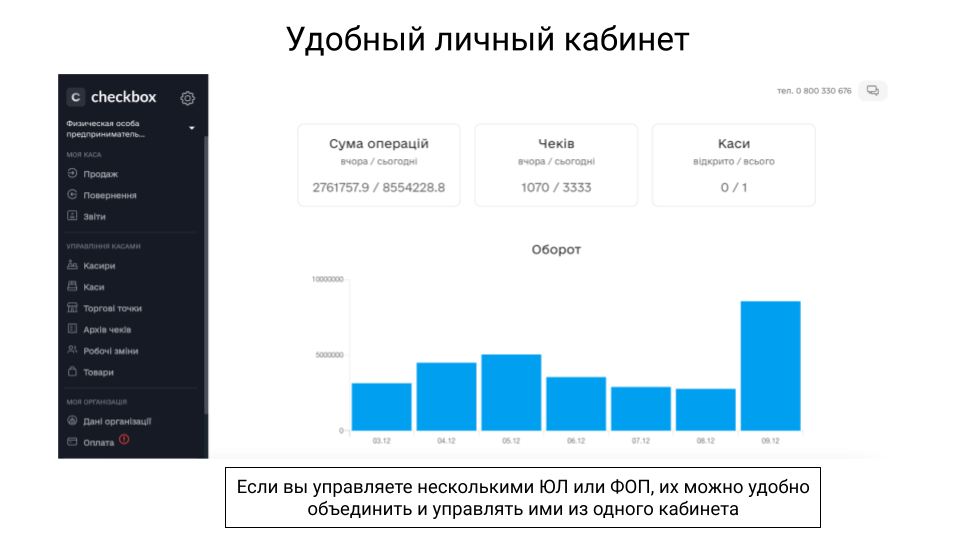 Удобный личный кабинет
C checkbox
Физическая особа
предприниматель...
МОЯ КАСА
Продаж
Повернення
Звіти
УПРАВЛІННЯ КАСАМИ
Касири
Каси
Торгові точки
Архів чеків
Робочі зміни
Товари
МОЯ ОРГАНІЗАЦІЯ
Дані організації
Оплата
тел. 0 800 330 676
Сума операцій
вчора / сьогодні
2761757.9 / 8554228.8
Чеків
вчора / сьогодні
1070 / 3333
Каси
відкрито / всього
0 / 1
Оборот
10000000
5000000
0
03.12 04.12 05.12 06.12 07.12 08.12 09.12
Если вы управляете несколькими ЮЛ или ФОП, их можно удобно
объединить и управлять ими из одного кабинета